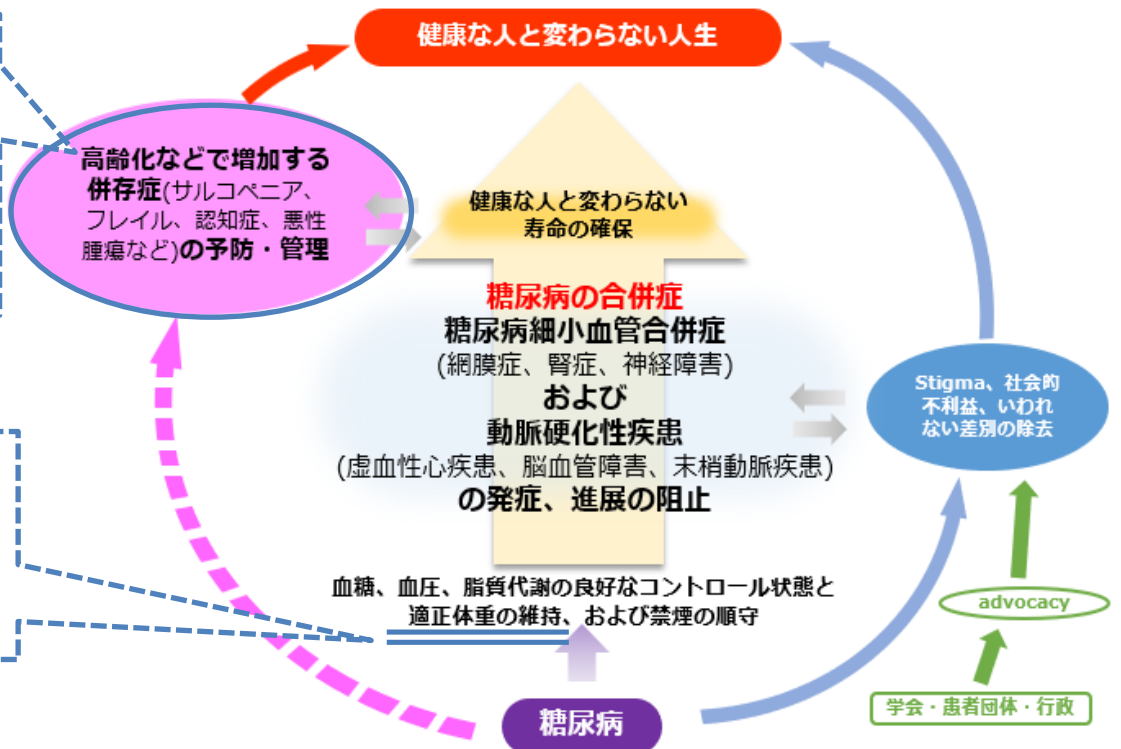 健康な人と変わらない人生
高齢化などで増加する
併存症(サルコペニア、
フレイル、認知症、悪性
腫瘍など)の予防・管理
健康な人と変わらない
寿命の確保
糖尿病の合併症
糖尿病細小血管合併症
(網膜症、腎症、神経障害)
および
動脈硬化性疾患
(虚血性心疾患、脳血管障害、末梢動脈疾患)
の発症、進展の阻止
Stigma、社会的
不利益、いわれ
ない差別の除去
血糖、血圧、脂質代謝の良好なコントロール状態と
適正体重の維持、および禁煙の順守
advocacy
学会・患者団体・行政
糖尿病